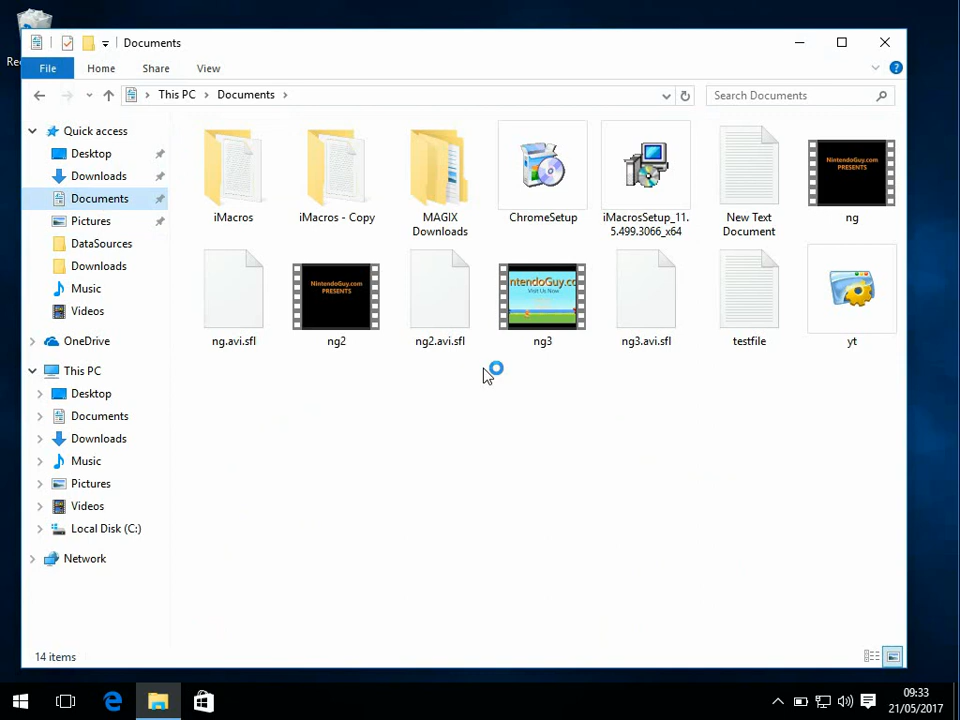 Documents
File
Home
Share
View
This PC
Documents
Search Documents
Quick access
Desktop
Downloads
Documents
Pictures
DataSources
Downloads
Music
Videos
OneDrive
This PC
Desktop
Documents
Downloads
Music
Pictures
Videos
Local Disk (C:)
Network
NintendoGuy.com
PRESENTS
iMacros
iMacros - Copy
MAGIX
Downloads
ChromeSetup
iMacrosSetup_11.
5.499.3066_x64
New Text
Document
ng
NintendoGuy.com
PRESENTS
ntendoGuy.co
Visit Us Now
ng.avi.sfl
ng2
ng2.avi.sfl
ng3
ng3.avi.sfl
testfile
yt
14 items
09:33
21/05/2017